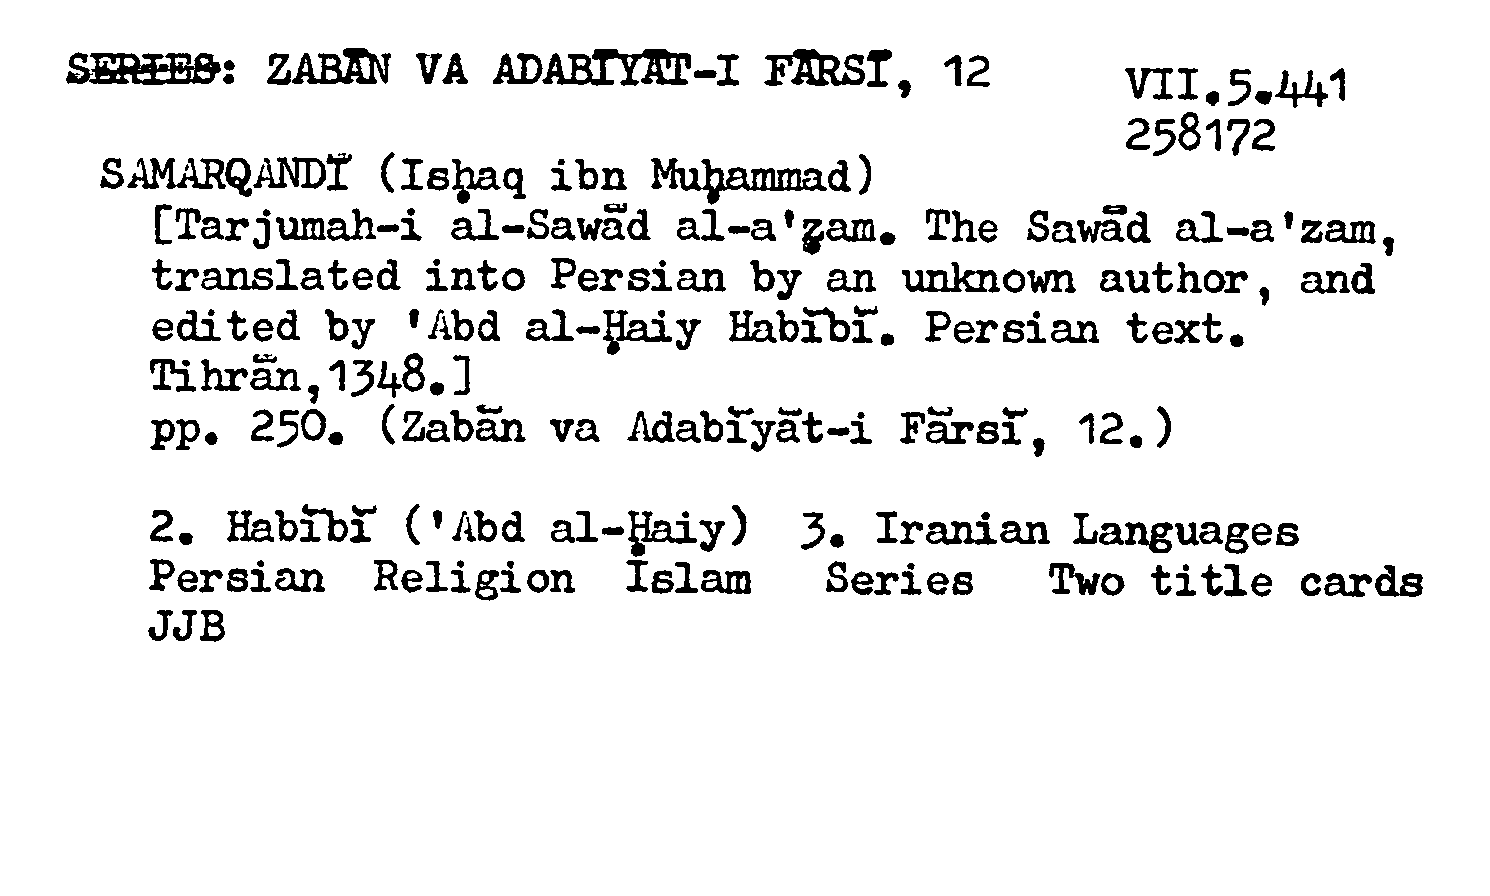 SERIES: ZABĀN VA ADABĪYĀT-I FĀRSĪ, 12
VII.5.441
258172
SAMARQANDĪ (Isḥaq ibn Muḥammad)
[Tarjumah-i al-Sawād al-a'ẓam. The Sawād al-a'zam,
translated into Persian by an unknown author, and
edited by 'Abd al-Ḥaiy Habībī. Persian text.
Tihrān,1348.]
pp. 250. (Zabān va Adabīyāt-i Fārsī, 12.)
2. Habībī ('Abd al-Ḥaiy) 3. Iranian Languages
Persian Religion Islam Series Two title cards
JJB